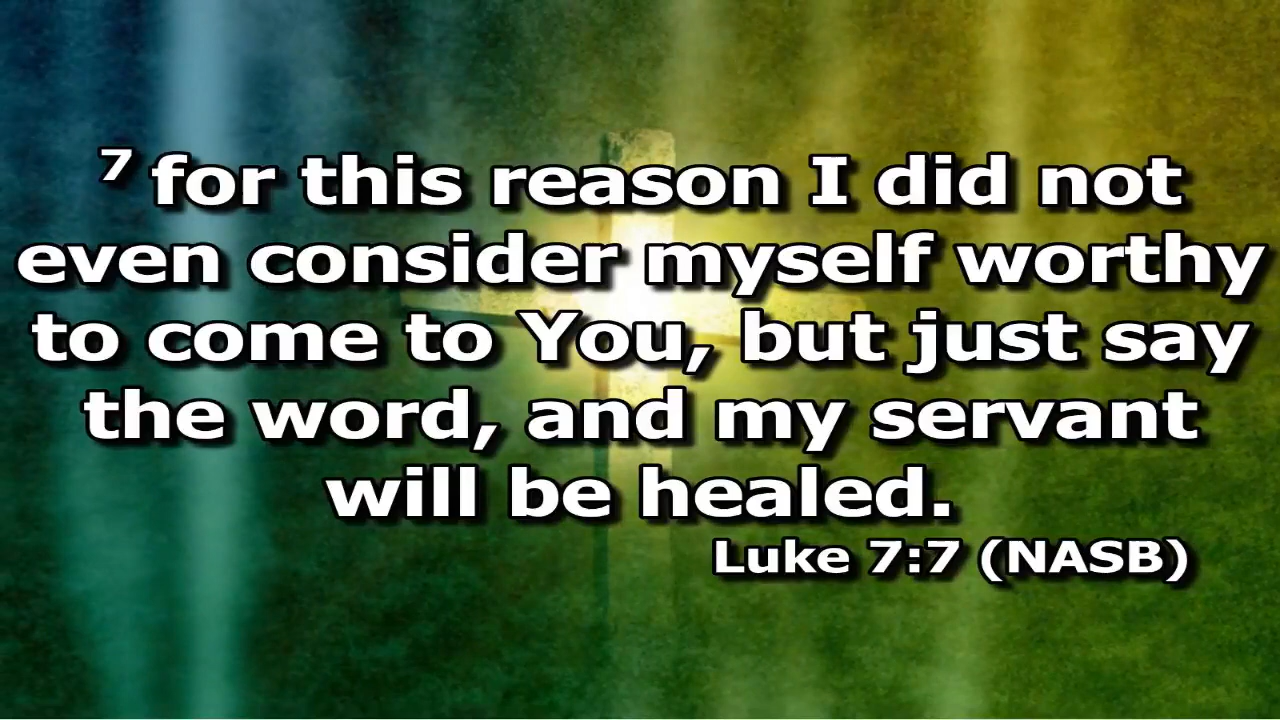 7 for this reason I did not
even consider myself worthy
to come to You, but just say
the word, and my servant
will be healed.
Luke 7:7 (NASB)